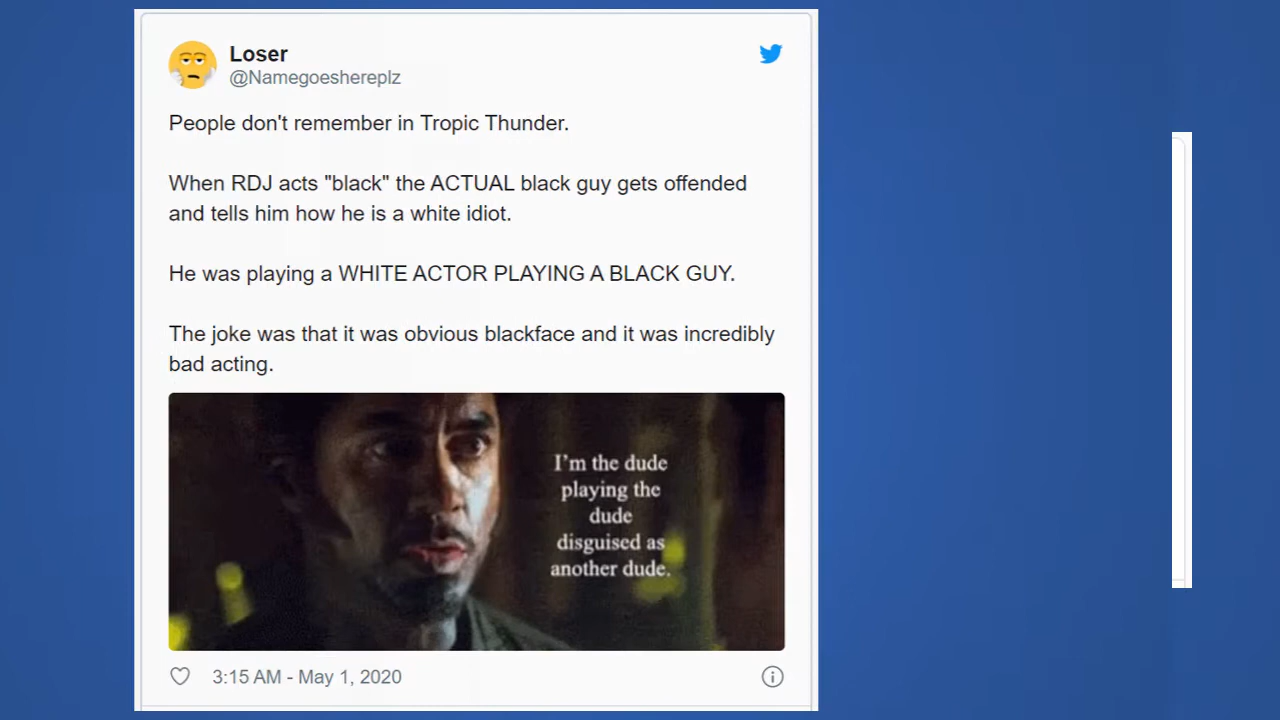 Loser
@Namegoeshereplz
People don't remember in Tropic Thunder.
When RDJ acts "black" the ACTUAL black guy gets offended
and tells him how he is a white idiot.
He was playing a WHITE ACTOR PLAYING A BLACK GUY.
The joke was that it was obvious blackface and it was incredibly
bad acting.
I'm the dude
playing the
dude
disguised as
another dude.
3:15 AM - May 1, 2020